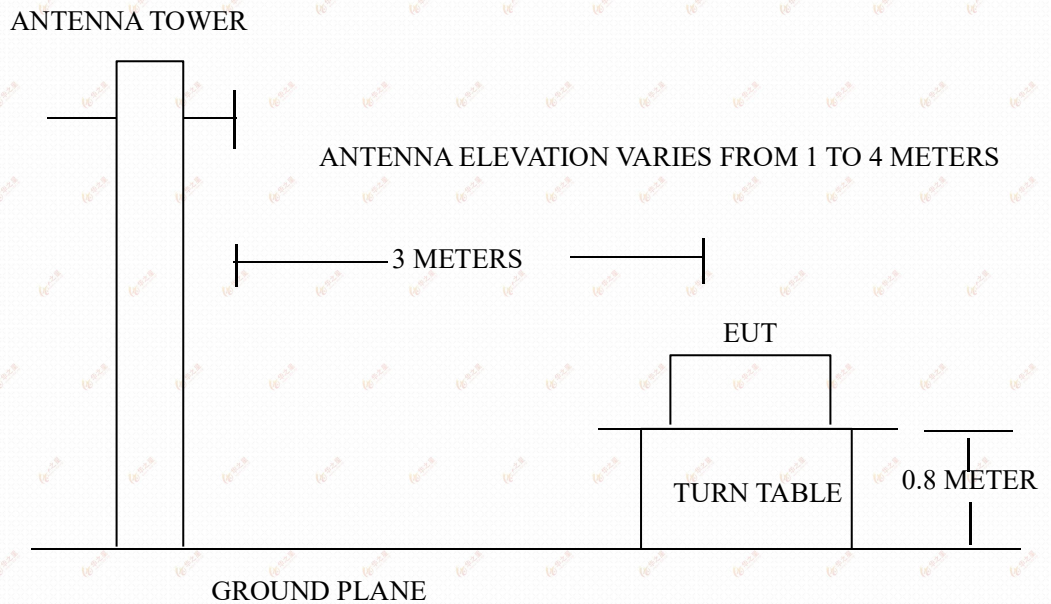 ANTENNA TOWER
ANTENNA ELEVATION VARIES FROM 1 TO 4 METERS
3 METERS
EUT
TURN TABLE
0.8 METER
GROUND PLANE